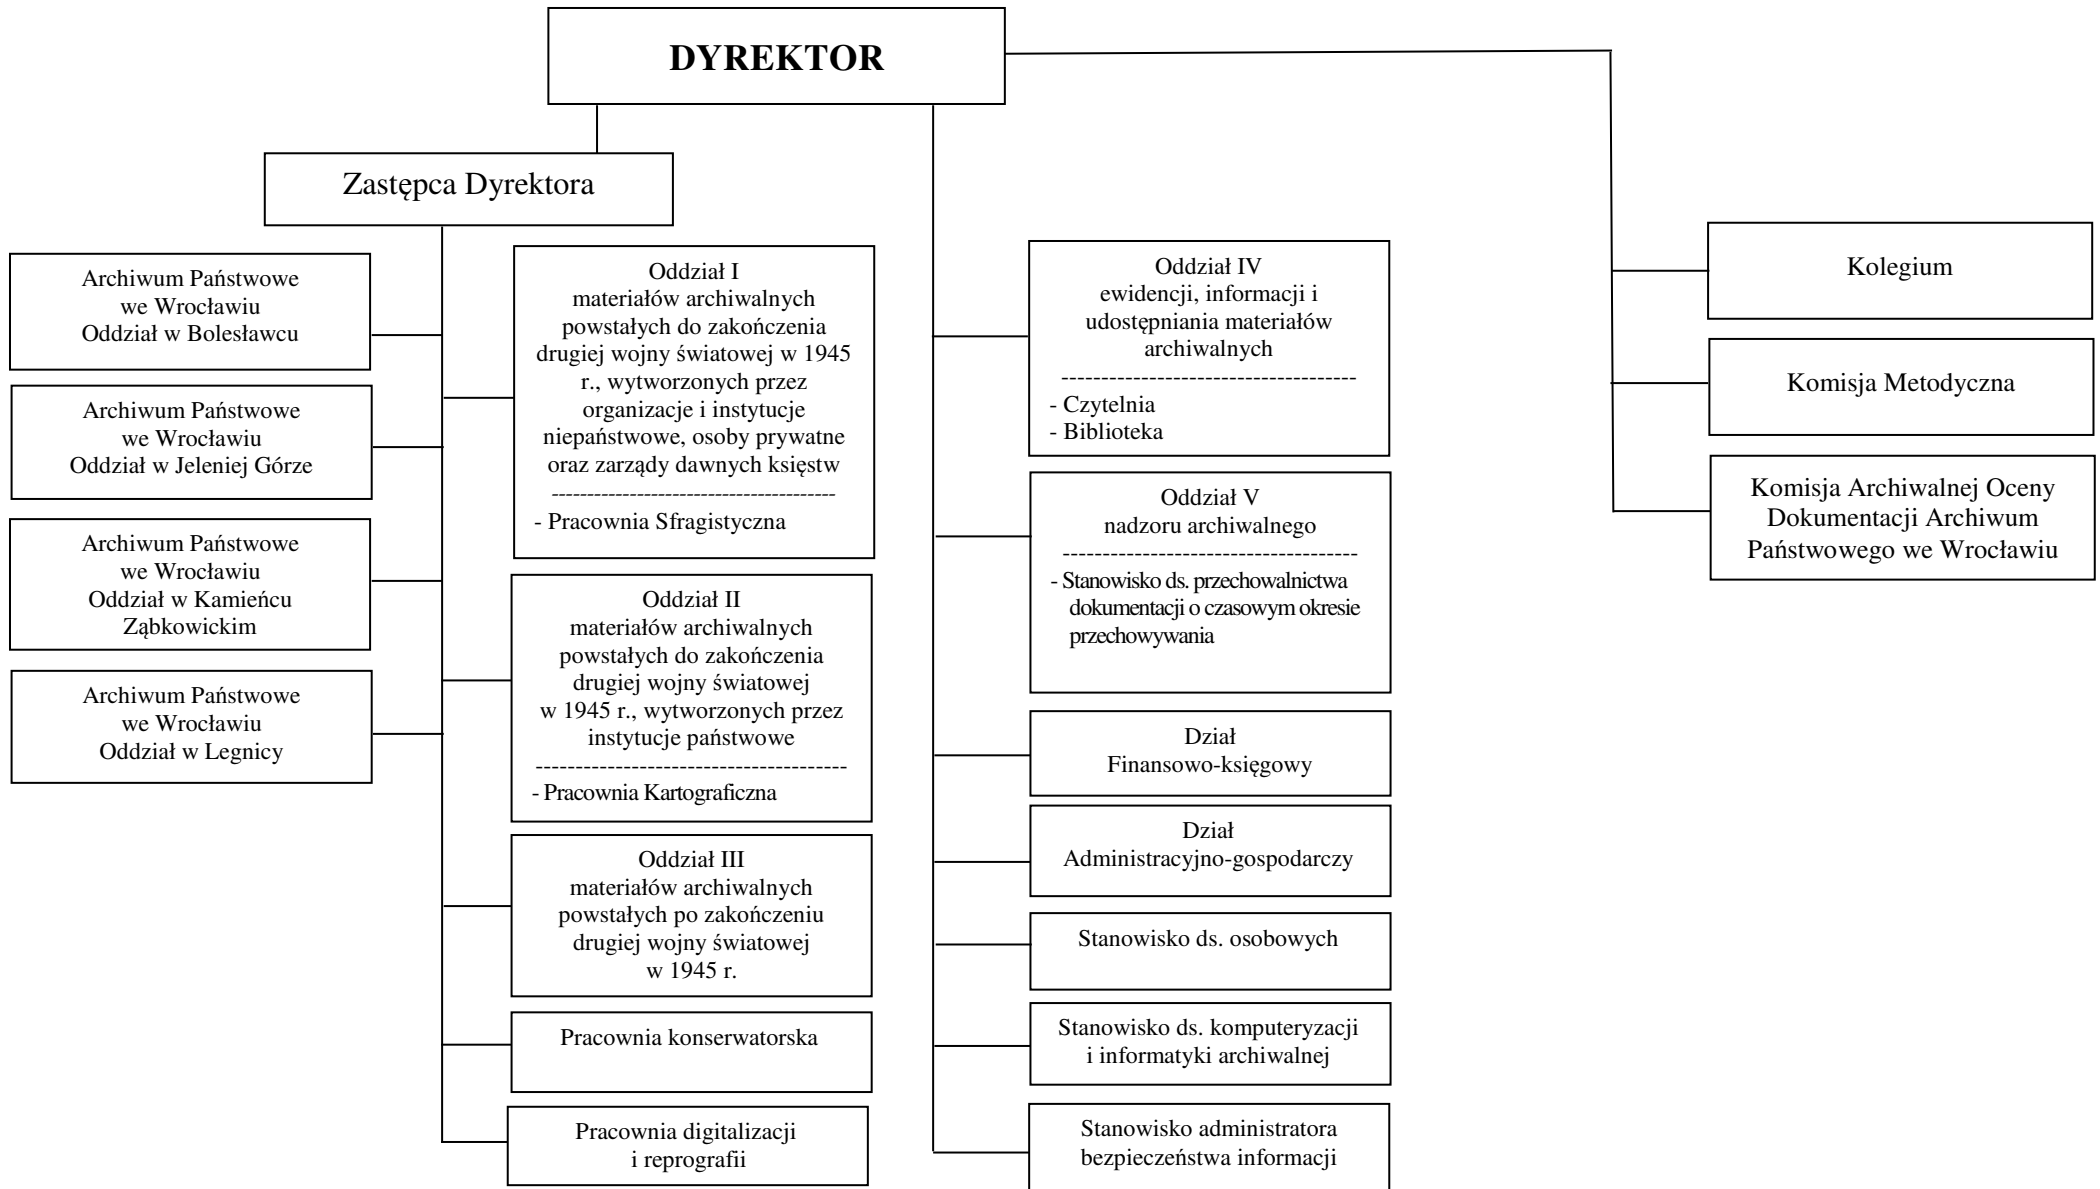 DYREKTOR
Zastępca Dyrektora
Archiwum Państwowe
we Wrocławiu
Oddział w Bolesławcu
Archiwum Państwowe
we Wrocławiu
Oddział w Jeleniej Górze
Archiwum Państwowe
we Wrocławiu
Oddział w Kamieńcu
Ząbkowickim
Archiwum Państwowe
we Wrocławiu
Oddział w Legnicy
Oddział I
materiałów archiwalnych
powstałych do zakończenia
drugiej wojny światowej w 1945
r., wytworzonych przez
organizacje i instytucje
niepaństwowe, osoby prywatne
oraz zarządy dawnych księstw
---------------------------------------
- Pracownia Sfragistyczna
Oddział II
materiałów archiwalnych
powstałych do zakończenia
drugiej wojny światowej
w 1945 r., wytworzonych przez
instytucje państwowe
---------------------------------------
- Pracownia Kartograficzna
Oddział III
materiałów archiwalnych
powstałych po zakończeniu
drugiej wojny światowej
w 1945 r.
Pracownia konserwatorska
Pracownia digitalizacji
i reprografii
Oddział IV
ewidencji, informacji i
udostępniania materiałów
archiwalnych
-------------------------------------
- Czytelnia
- Biblioteka
Oddział V
nadzoru archiwalnego
-------------------------------------
- Stanowisko ds. przechowalnictwa
dokumentacji o czasowym okresie
przechowywania
Dział
Finansowo-księgowy
Dział
Administracyjno-gospodarczy
Stanowisko ds. osobowych
Stanowisko ds. komputeryzacji
i informatyki archiwalnej
Stanowisko administratora
bezpieczeństwa informacji
Kolegium
Komisja Metodyczna
Komisja Archiwalnej Oceny
Dokumentacji Archiwum
Państwowego we Wrocławiu